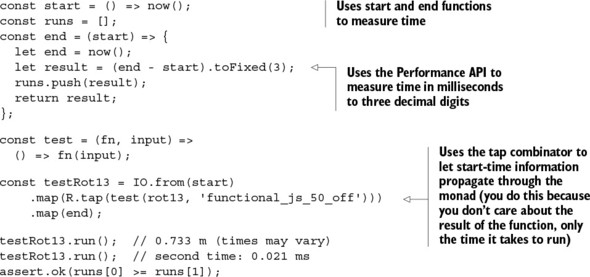 const start = () => now();
const runs = [];
const end = (start) => {
  let end = now();
  let result = (end - start).toFixed(3);
  runs.push(result);
  return result;
};
const test = (fn, input) =>
  () => fn(input);
const testRot13 = IO.from(start)
    .map(R.tap(test(rot13, 'functional_js_50_off')))
    .map(end);
testRot13.run();  // 0.733 m (times may vary)
testRot13.run();  // second time: 0.021 ms
assert.ok(runs[0] >= runs[1]);
Uses start and end functions
to measure time
Uses the Performance API to
measure time in milliseconds
to three decimal digits
Uses the tap combinator to
let start-time information
propagate through the
monad (you do this because
you don't care about the
result of the function, only
the time it takes to run)